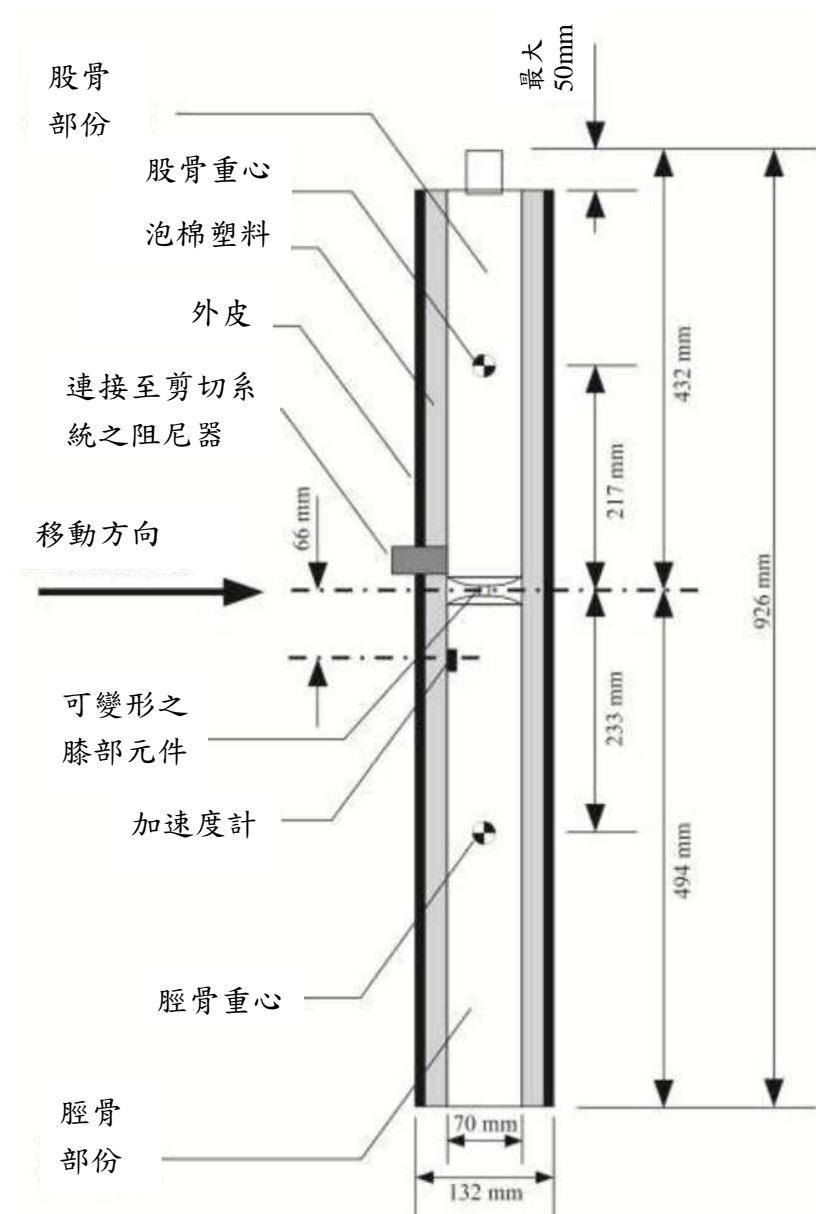 最大
50mm
股骨
部份
股骨重心
泡棉塑料
外皮
連接至剪切系
統之阻尼器
移動方向
66 mm
可變形之
膝部元件
加速度計
脛骨重心
脛骨
部份
432 mm
217 mm
926 mm
233 mm
494 mm
70 mm
132 mm